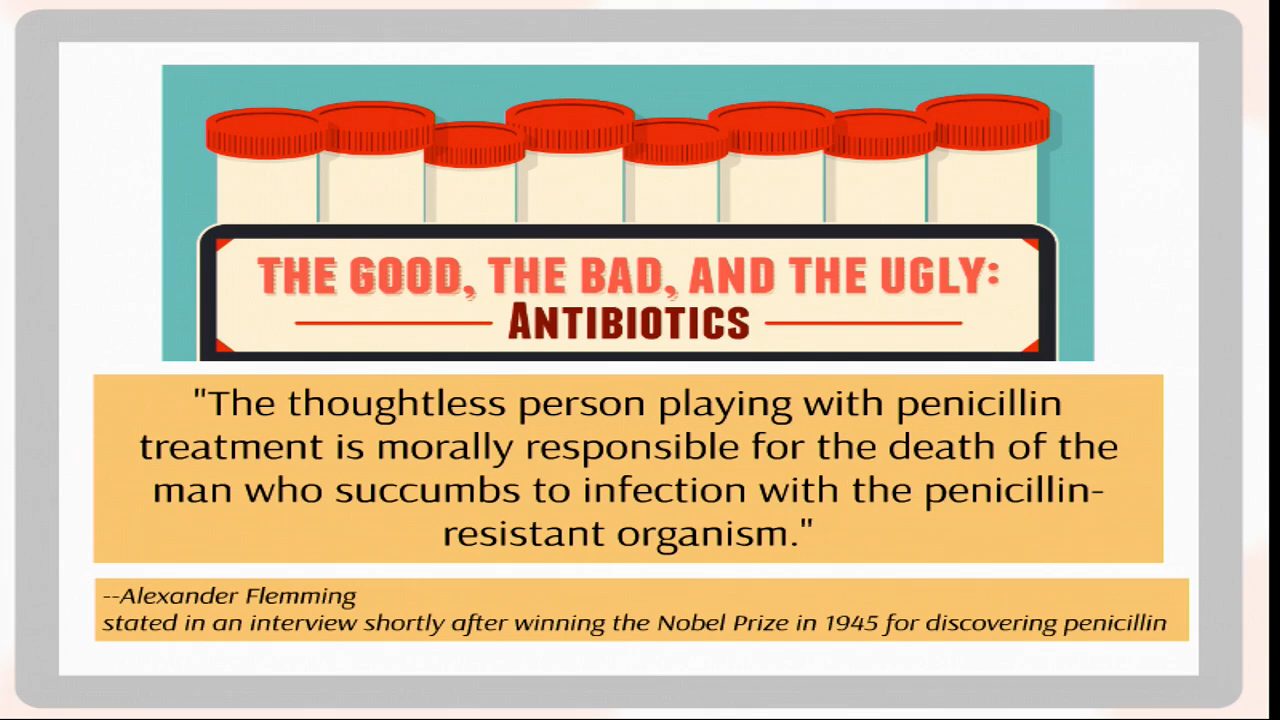 THE GOOD, THE BAD, AND THE UGLY:
ANTIBIOTICS
"The thoughtless person playing with penicillin
treatment is morally responsible for the death of the
man who succumbs to infection with the penicillin-
resistant organism."
--Alexander Flemming
stated in an interview shortly after winning the Nobel Prize in 1945 for discovering penicillin